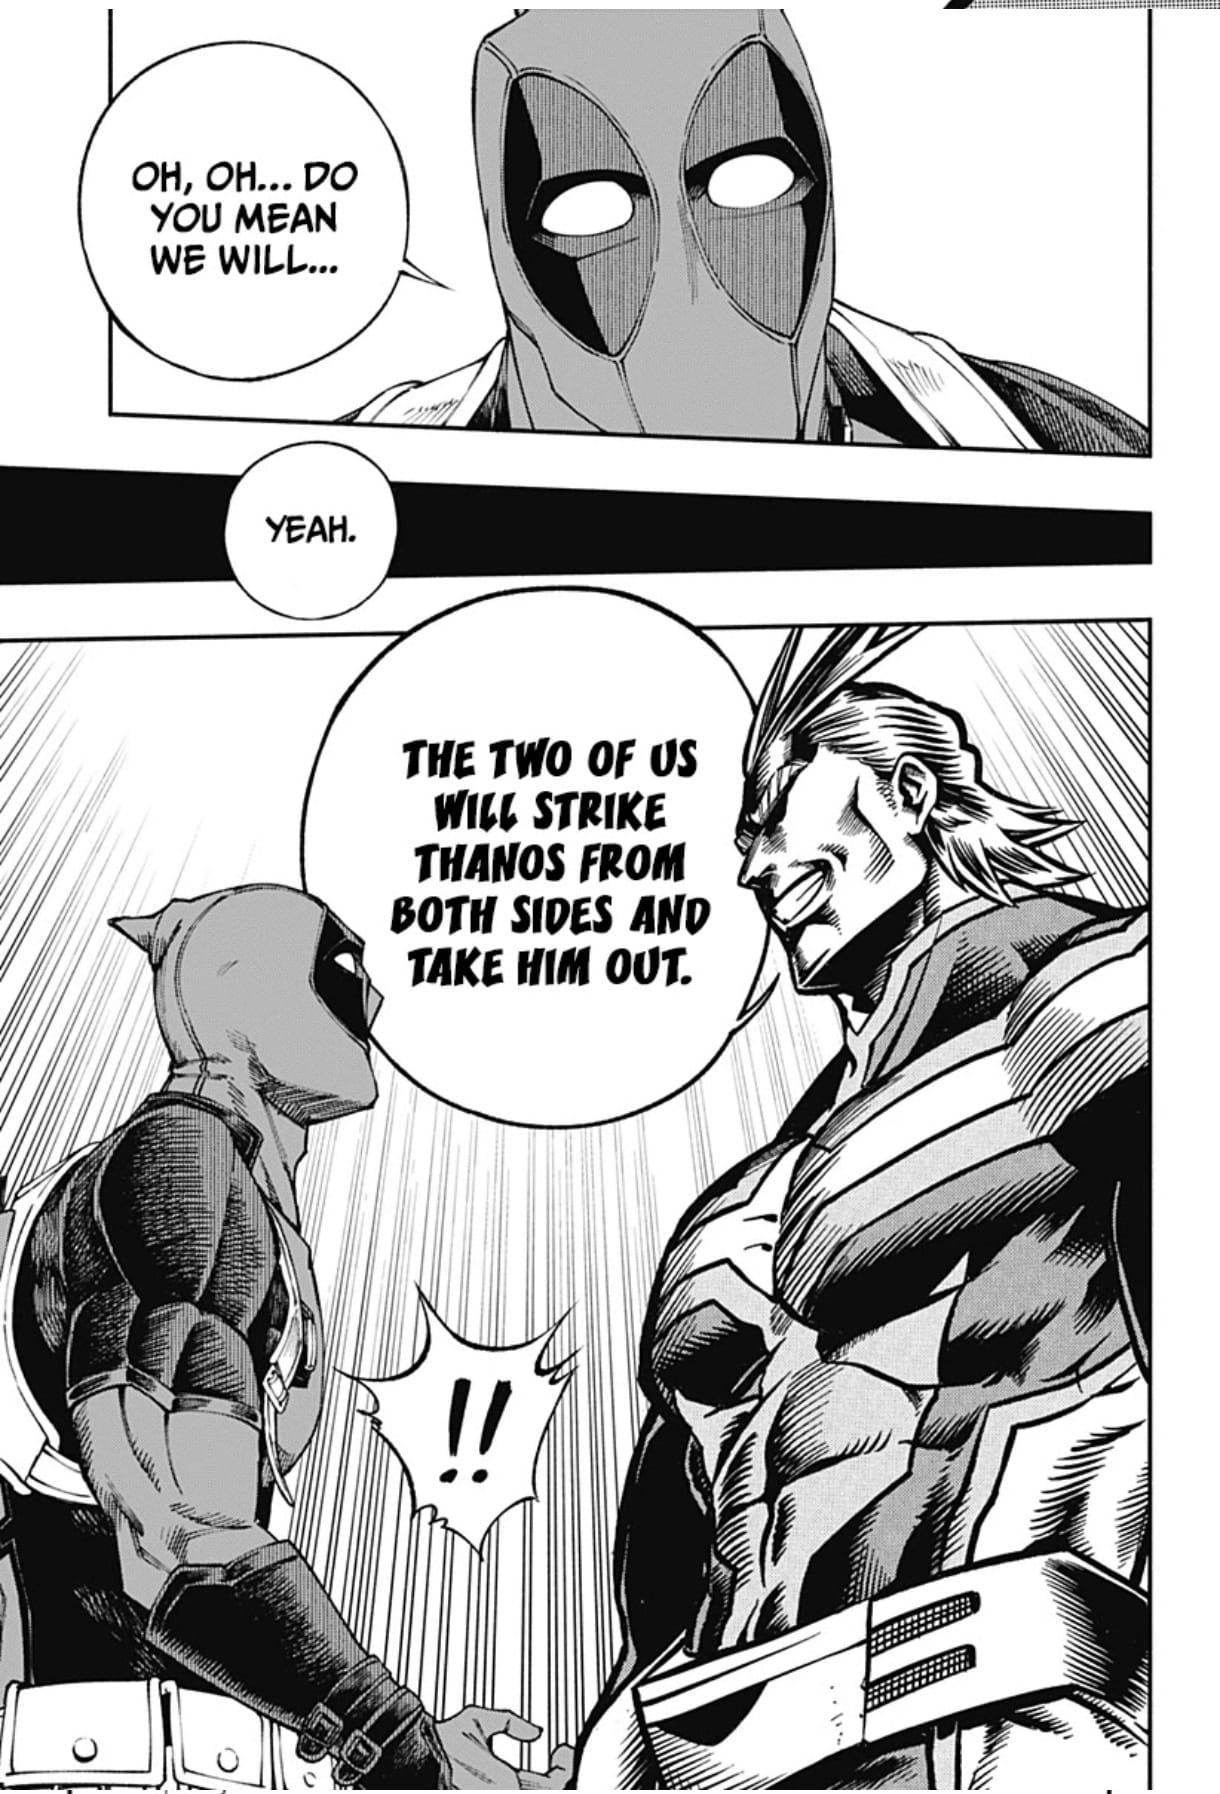 OH, OH... DO
YOU MEAN
WE WILL...
YEAH.
THE TWO OF US
WILL STRIKE
THANOS FROM
BOTH SIDES AND
TAKE HIM OUT.
!!